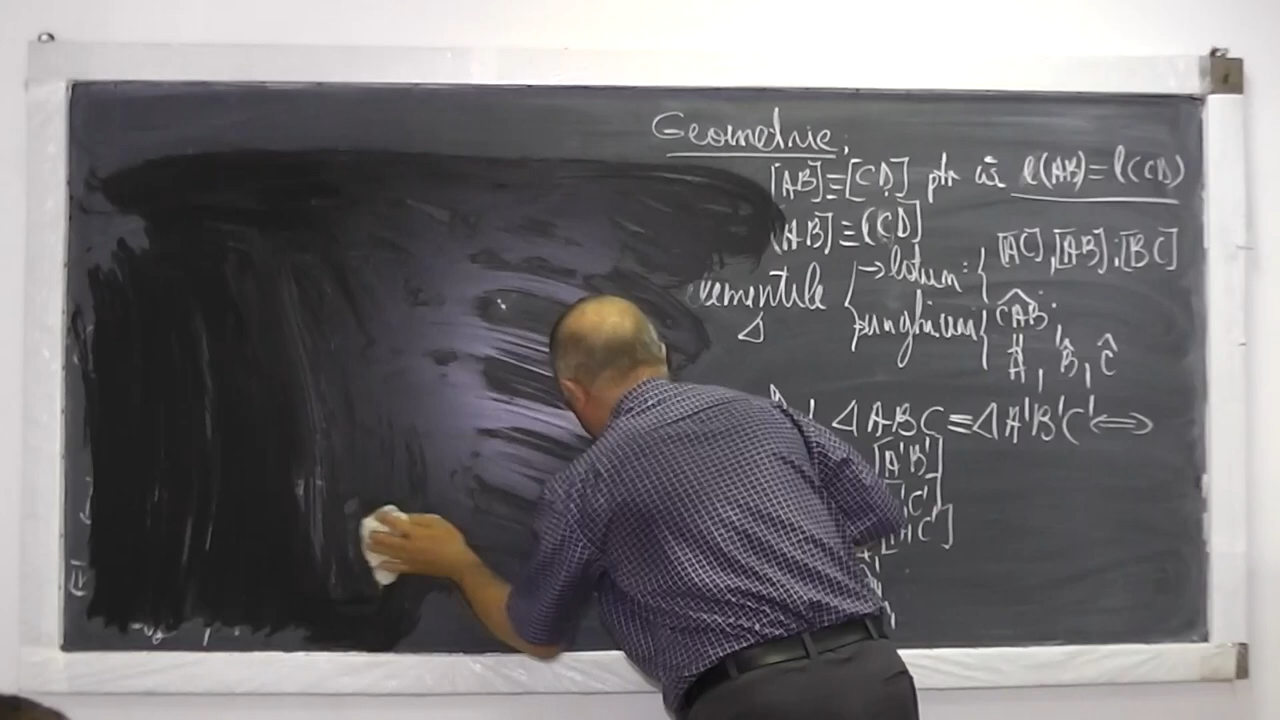 Geometrie:
[AB]≡[CD] ptr că l(AB)=l(CD)
[AB]≡[CD]
elementele { → laturi: { [AC], [AB]; [BC]
Δ unghiuri { CAB;
Â, B̂, Ĉ
ΔABC≡ΔA'B'C' ⟺
[A'B']
'C'
[A'C']